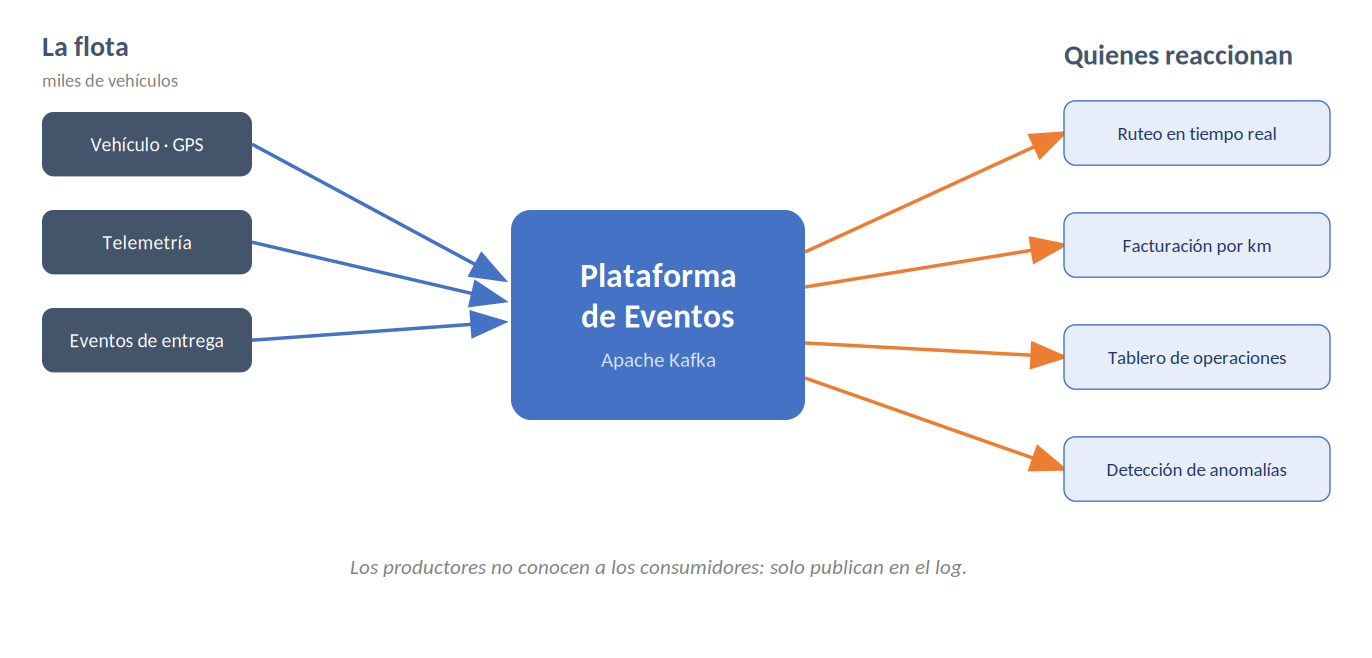 La flota
miles de vehículos
Vehículo · GPS
Telemetría
Eventos de entrega
Plataforma
de Eventos
Apache Kafka
Quienes reaccionan
Ruteo en tiempo real
Facturación por km
Tablero de operaciones
Detección de anomalías
Los productores no conocen a los consumidores: solo publican en el log.